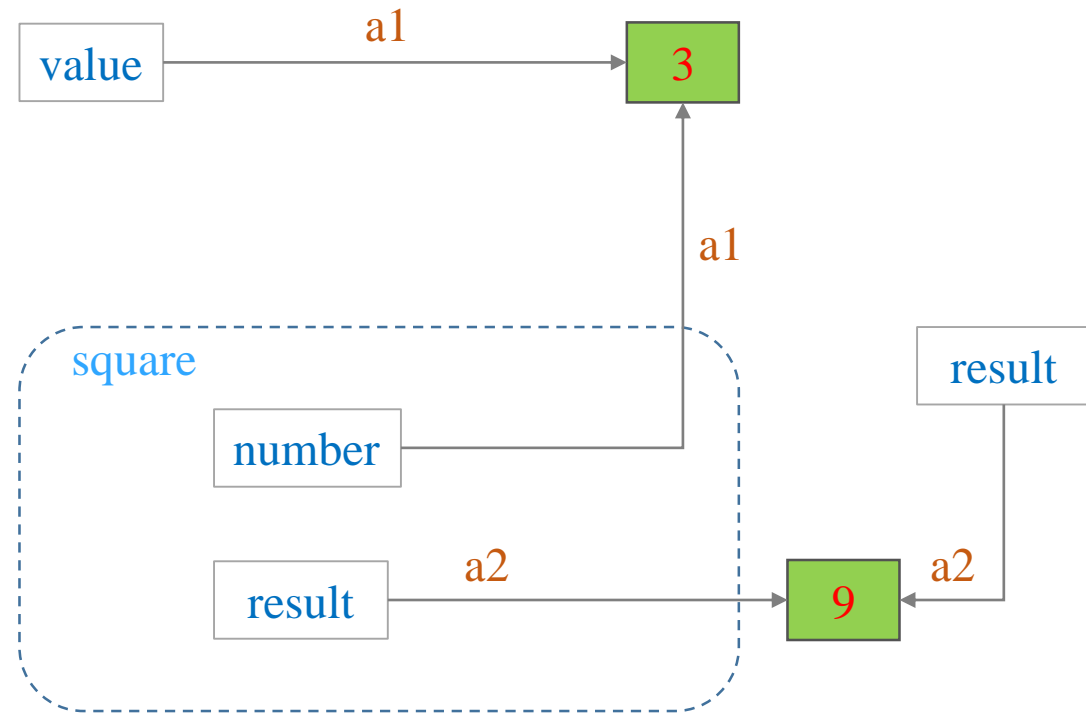 a1
value
3
a1
square
result
number
a2
a2
result
9